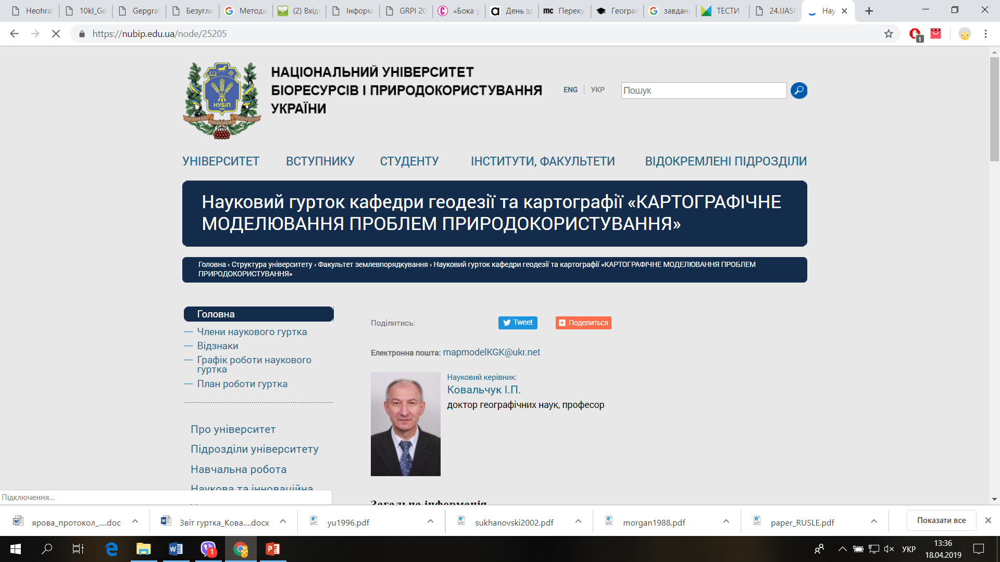 Neohraf
10kl_Ge
Gepgraf
Безугли
Методи
(2) Вхід
Інформ
GRPI 20
«Бока у
День зд
Переку
Географ
завдан
ТЕСТИ
24.IJASF
Нау
https://nubip.edu.ua/node/25205
1
НАЦІОНАЛЬНИЙ УНІВЕРСИТЕТ
БІОРЕСУРСІВ І ПРИРОДОКОРИСТУВАННЯ
УКРАЇНИ
НУБІП
ENG
УКР
Пошук
УНІВЕРСИТЕТ
ВСТУПНИКУ
СТУДЕНТУ
ІНСТИТУТИ, ФАКУЛЬТЕТИ
ВІДОКРЕМЛЕНІ ПІДРОЗДІЛИ
Науковий гурток кафедри геодезії та картографії «КАРТОГРАФІЧНЕ
МОДЕЛЮВАННЯ ПРОБЛЕМ ПРИРОДОКОРИСТУВАННЯ»
Головна › Структура університету › Факультет землевпорядкування › Науковий гурток кафедри геодезії та картографії «КАРТОГРАФІЧНЕ МОДЕЛЮВАННЯ ПРОБЛЕМ
ПРИРОДОКОРИСТУВАННЯ»
Головна
— Члени наукового гуртка
— Відзнаки
— Графік роботи наукового
гуртка
— План роботи гуртка
Про університет
Підрозділи університету
Навчальна робота
Наукова та інноваційна
Поділитись:
Tweet
Поделиться
Електронна пошта: mapmodelKGK@ukr.net
Науковий керівник:
Ковальчук І.П.
доктор географічних наук, професор
Загальна інформація
Підключення...
ярова_протокол_....doc
Звіт гуртка_Кова....docx
yu1996.pdf
sukhanovski2002.pdf
morgan1988.pdf
paper_RUSLE.pdf
Показати все
1
УКР
13:36
18.04.2019